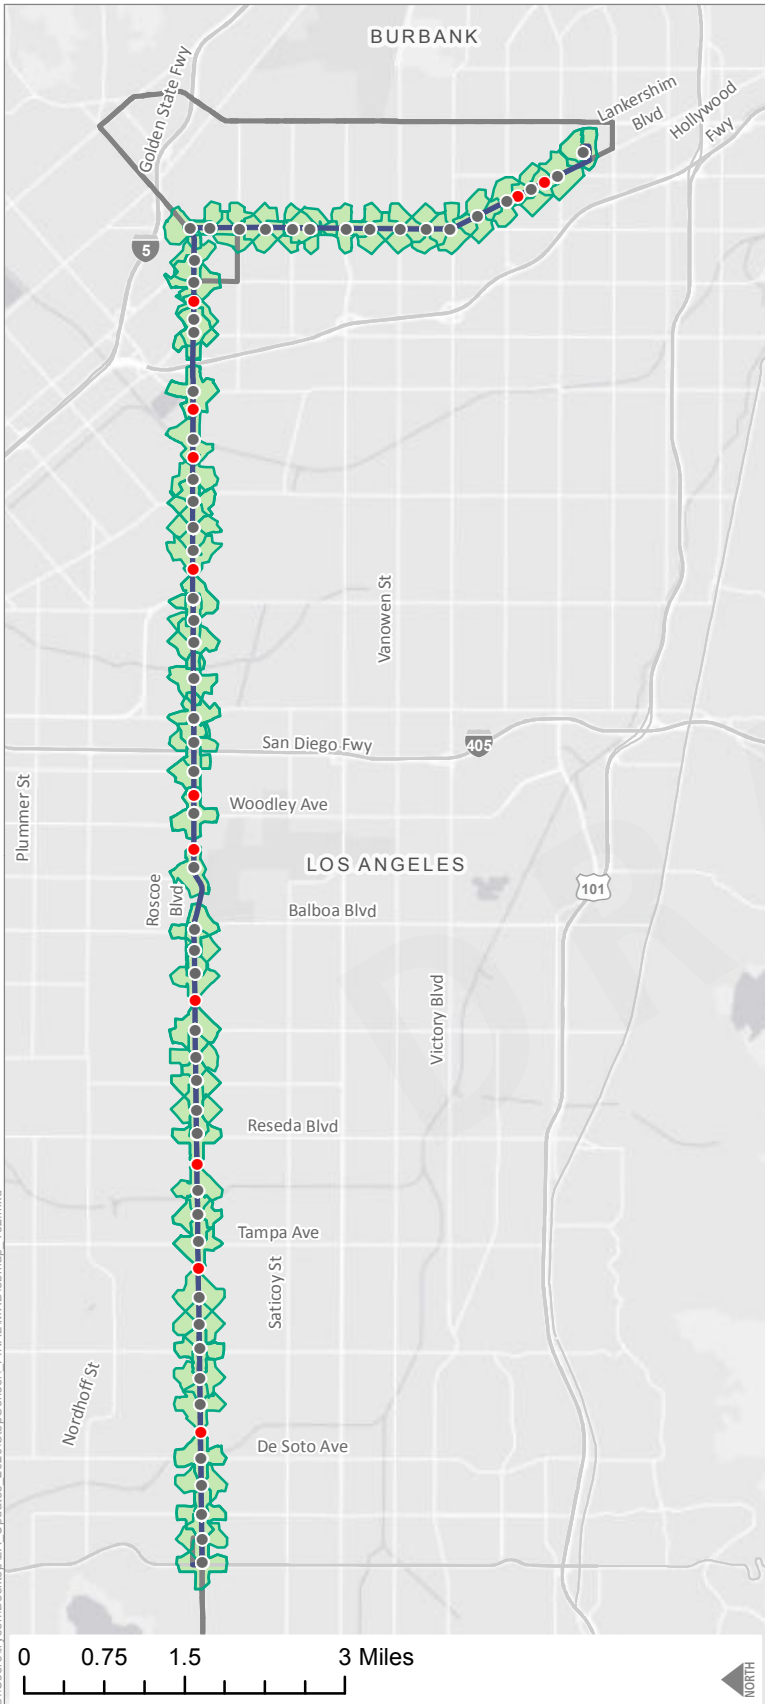 BURBANK
Golden State Fwy
Lankershim
Blvd
Hollywood
Fwy
5
Vanowen St
San Diego Fwy
405
Plummer St
Woodley Ave
LOS ANGELES
Roscoe
Blvd
101
Balboa Blvd
Victory Blvd
Reseda Blvd
Tampa Ave
Saticoy St
Nordhoff St
De Soto Ave
0 0.75 1.5 3 Miles
NORTH